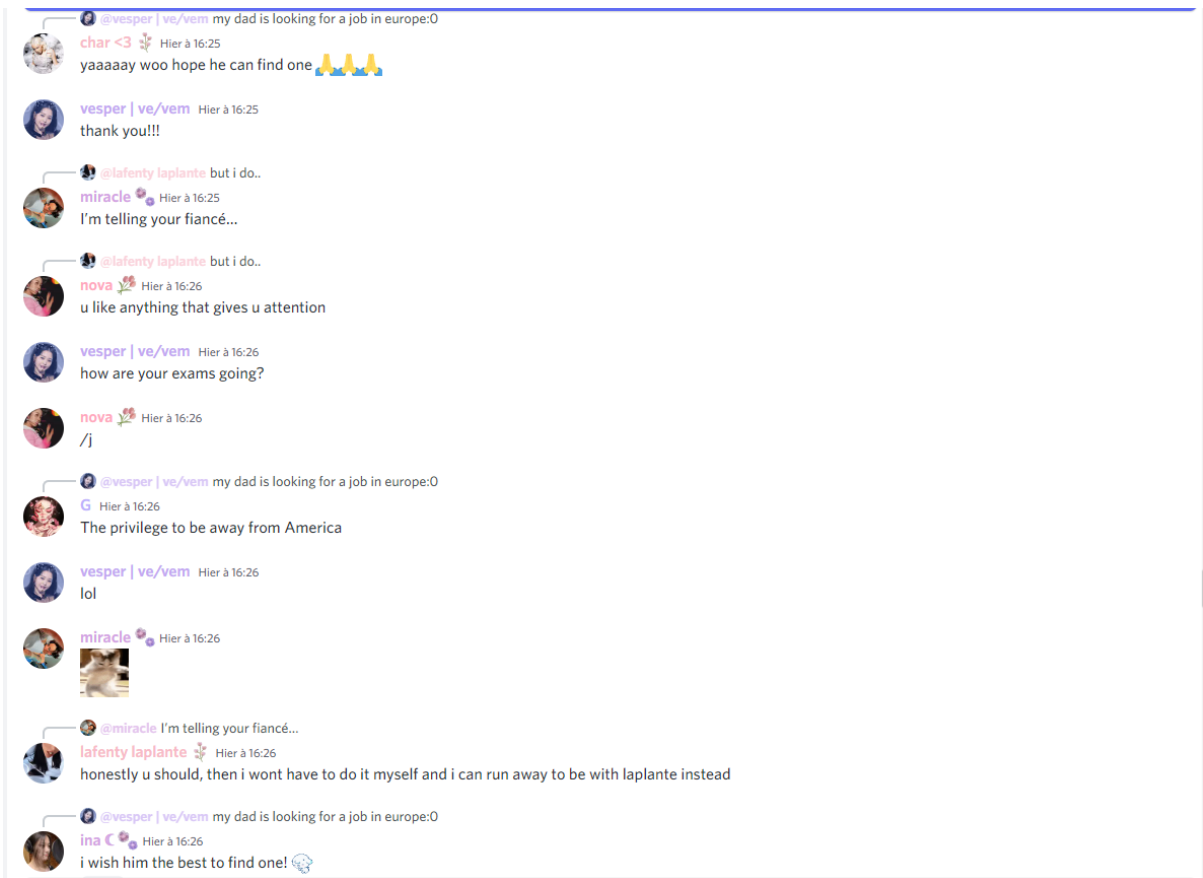 @vesper | ve/vem my dad is looking for a job in europe:0
char <3 Hier à 16:25
yaaaaay woo hope he can find one
vesper | ve/vem Hier à 16:25
thank you!!!
@lafenty laplante but i do..
miracle Hier à 16:25
I'm telling your fiancé...
@lafenty laplante but i do..
nova Hier à 16:26
u like anything that gives u attention
vesper | ve/vem Hier à 16:26
how are your exams going?
nova Hier à 16:26
/j
@vesper | ve/vem my dad is looking for a job in europe:0
G Hier à 16:26
The privilege to be away from America
vesper | ve/vem Hier à 16:26
lol
miracle Hier à 16:26
@miracle I'm telling your fiancé...
lafenty laplante Hier à 16:26
honestly u should, then i wont have to do it myself and i can run away to be with laplante instead
@vesper | ve/vem my dad is looking for a job in europe:0
ina ☾ Hier à 16:26
i wish him the best to find one!